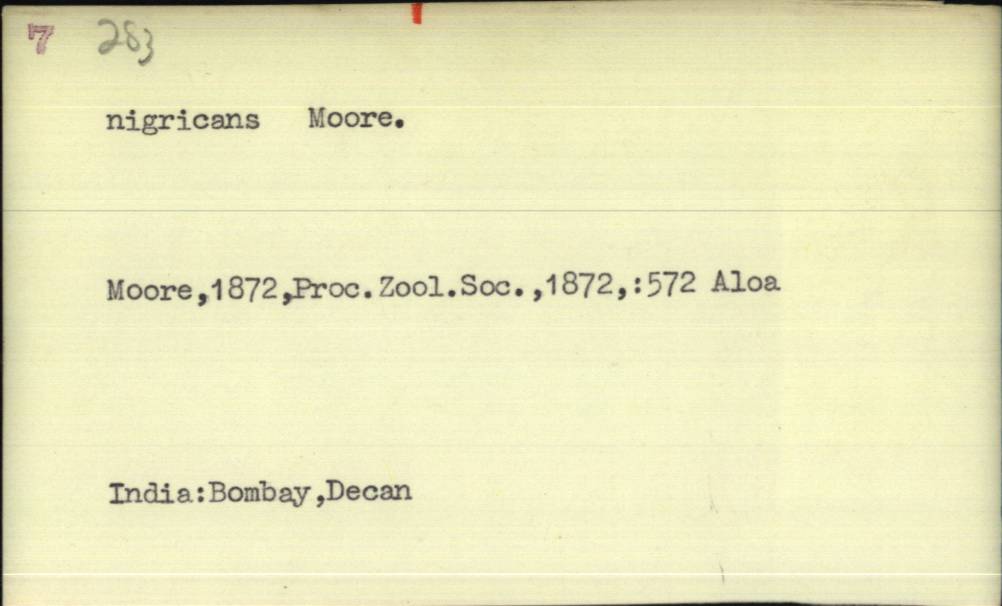 7 283
nigricans Moore.
Moore,1872,Proc.Zool.Soc.,1872,:572 Aloa
India:Bombay,Decan